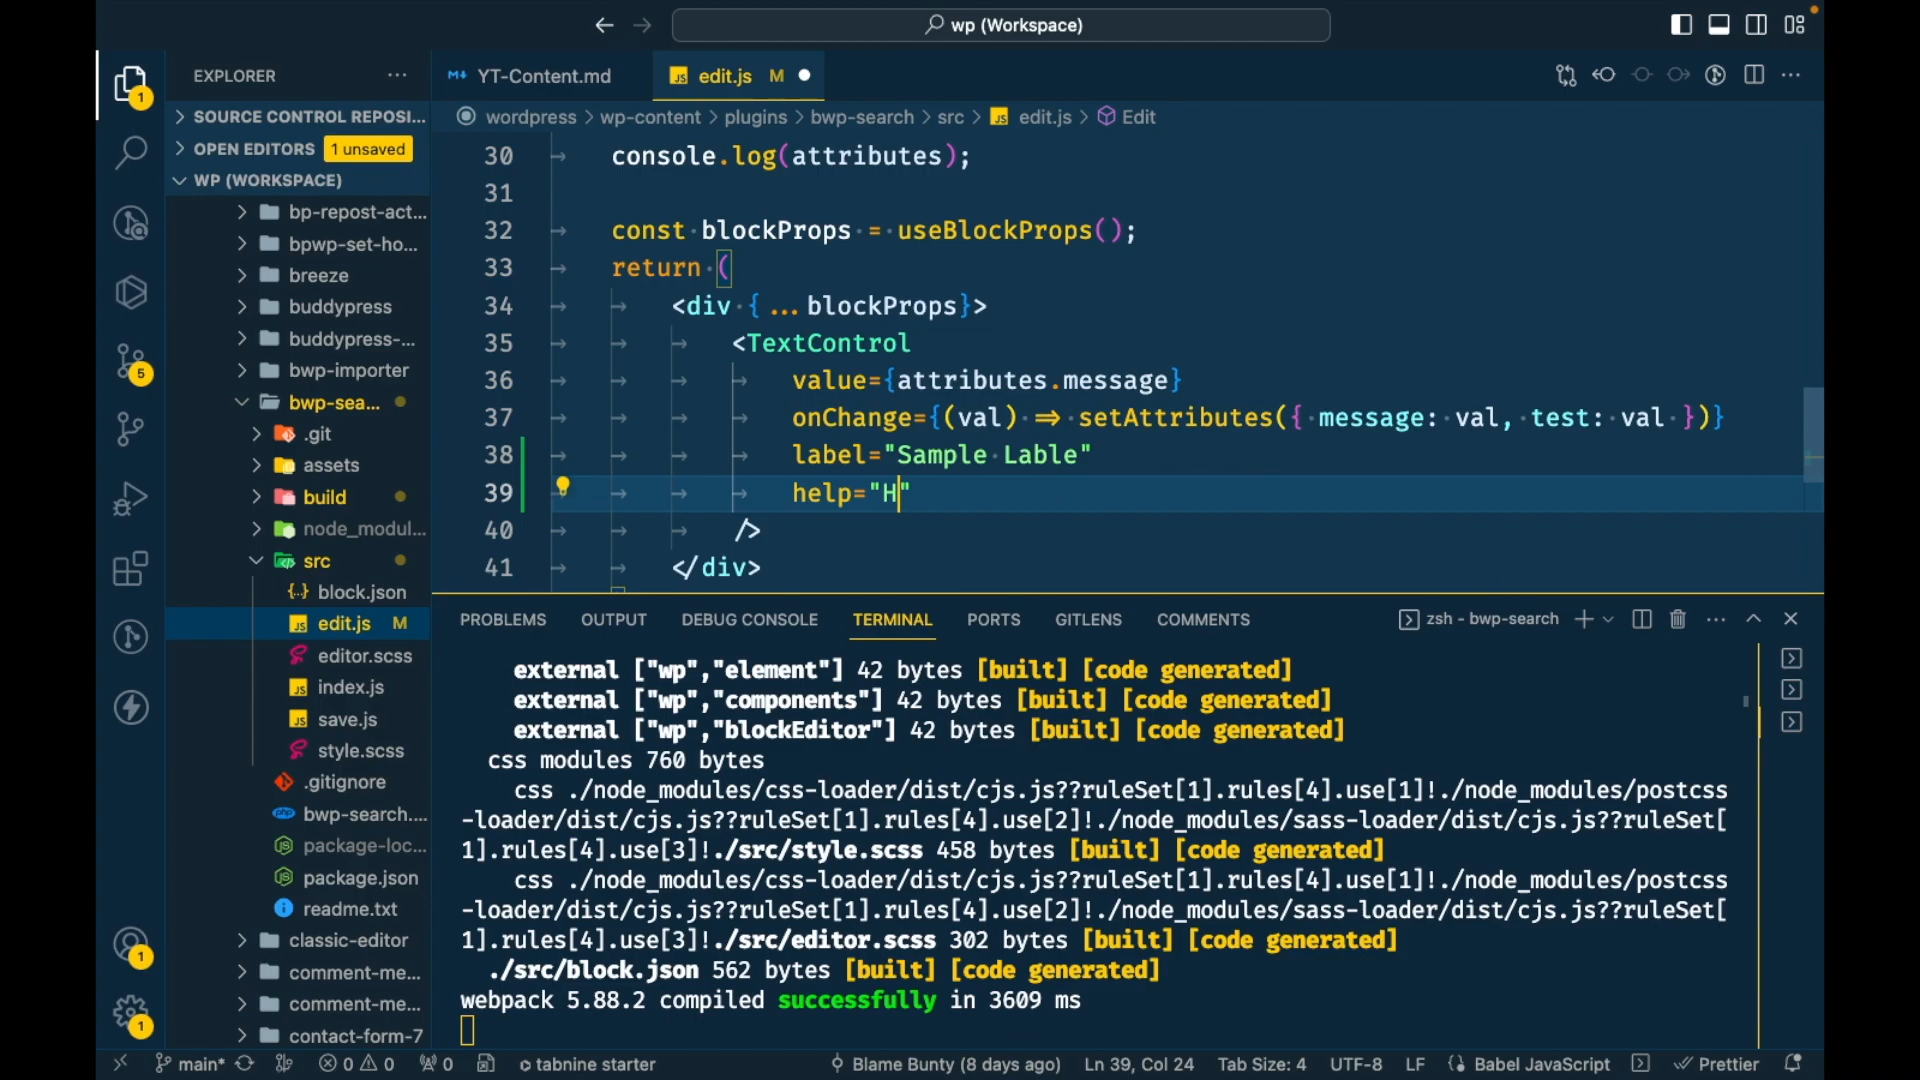 wp (Workspace)
EXPLORER
SOURCE CONTROL REPOSI...
OPEN EDITORS 1 unsaved
WP (WORKSPACE)
bp-repost-act...
bpwp-set-ho...
breeze
buddypress
buddypress-...
bwp-importer
bwp-sea...
.git
assets
build
node_modul...
src
block.json
edit.js M
editor.scss
index.js
save.js
style.scss
.gitignore
bwp-search....
package-loc...
package.json
readme.txt
classic-editor
comment-me...
comment-me...
contact-form-7
1
5
1
1
YT-Content.md edit.js M
wordpress > wp-content > plugins > bwp-search > src > edit.js > Edit
30 console.log(attributes);
31
32 const blockProps = useBlockProps();
33 return (
34 <div {...blockProps}>
35 <TextControl
36 value={attributes.message}
37 onChange={(val) => setAttributes({ message: val, test: val })}
38 label="Sample Lable"
39 help="H"
40 />
41 </div>
PROBLEMS OUTPUT DEBUG CONSOLE TERMINAL PORTS GITLENS COMMENTS zsh - bwp-search
external ["wp","element"] 42 bytes [built] [code generated]
external ["wp","components"] 42 bytes [built] [code generated]
external ["wp","blockEditor"] 42 bytes [built] [code generated]
css modules 760 bytes
css ./node_modules/css-loader/dist/cjs.js??ruleSet[1].rules[4].use[1]!./node_modules/postcss
-loader/dist/cjs.js??ruleSet[1].rules[4].use[2]!./node_modules/sass-loader/dist/cjs.js??ruleSet[
1].rules[4].use[3]!./src/style.scss 458 bytes [built] [code generated]
css ./node_modules/css-loader/dist/cjs.js??ruleSet[1].rules[4].use[1]!./node_modules/postcss
-loader/dist/cjs.js??ruleSet[1].rules[4].use[2]!./node_modules/sass-loader/dist/cjs.js??ruleSet[
1].rules[4].use[3]!./src/editor.scss 302 bytes [built] [code generated]
./src/block.json 562 bytes [built] [code generated]
webpack 5.88.2 compiled successfully in 3609 ms
main* 0 0 0 tabnine starter Blame Bunty (8 days ago) Ln 39, Col 24 Tab Size: 4 UTF-8 LF Babel JavaScript Prettier